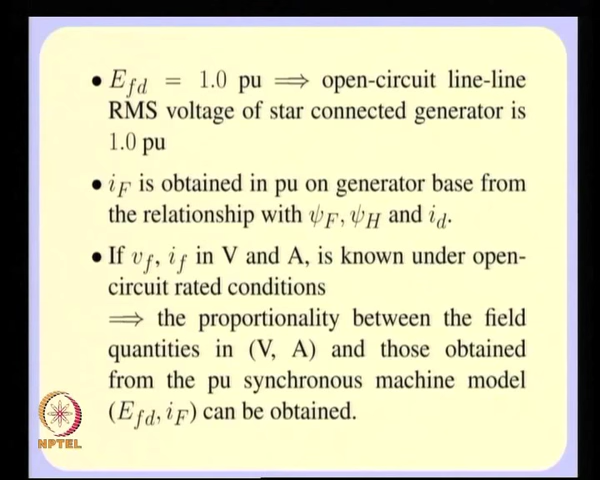 • E_fd = 1.0 pu ⟹ open-circuit line-line
RMS voltage of star connected generator is
1.0 pu
• i_F is obtained in pu on generator base from
the relationship with ψ_F, ψ_H and i_d.
• If v_f, i_f in V and A, is known under open-
circuit rated conditions
⟹ the proportionality between the field
quantities in (V, A) and those obtained
from the pu synchronous machine model
(E_fd, i_F) can be obtained.
NPTEL